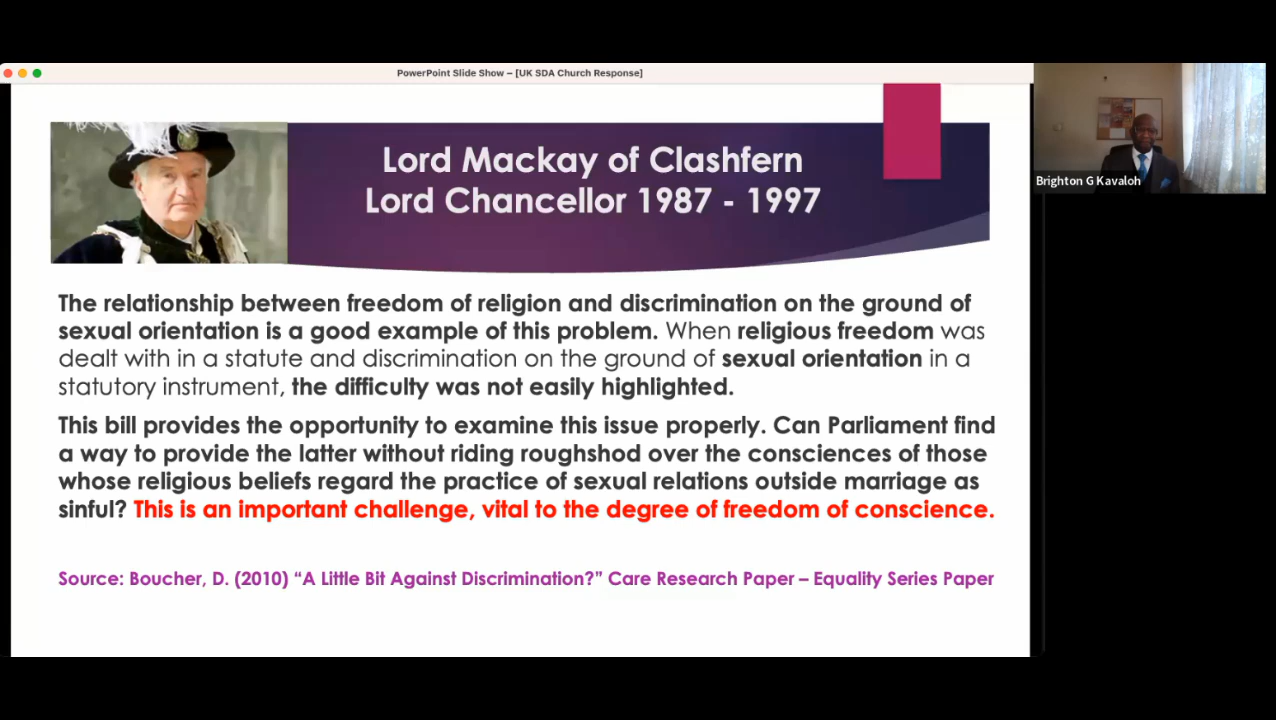 PowerPoint Slide Show – [UK SDA Church Response]
Lord Mackay of Clashfern
Lord Chancellor 1987 - 1997
Brighton G Kavaloh
The relationship between freedom of religion and discrimination on the ground of
sexual orientation is a good example of this problem. When religious freedom was
dealt with in a statute and discrimination on the ground of sexual orientation in a
statutory instrument, the difficulty was not easily highlighted.
This bill provides the opportunity to examine this issue properly. Can Parliament find
a way to provide the latter without riding roughshod over the consciences of those
whose religious beliefs regard the practice of sexual relations outside marriage as
sinful? This is an important challenge, vital to the degree of freedom of conscience.
Source: Boucher, D. (2010) “A Little Bit Against Discrimination?” Care Research Paper – Equality Series Paper